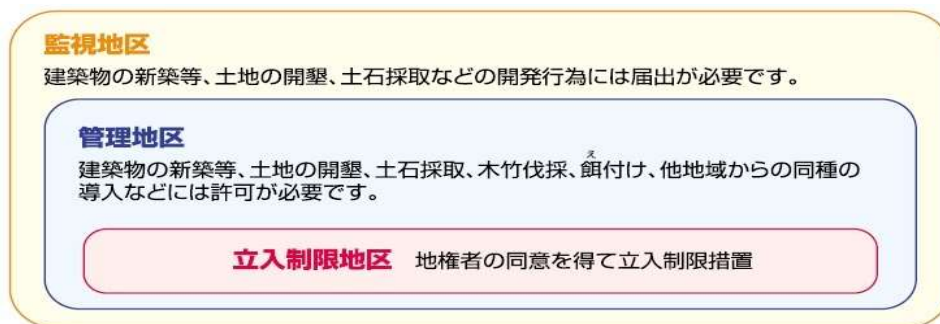 監視地区
建築物の新築等、土地の開墾、土石採取などの開発行為には届出が必要です。
管理地区
え
建築物の新築等、土地の開墾、土石採取、木竹伐採、餌付け、他地域からの同種の
導入などには許可が必要です。
立入制限地区 地権者の同意を得て立入制限措置